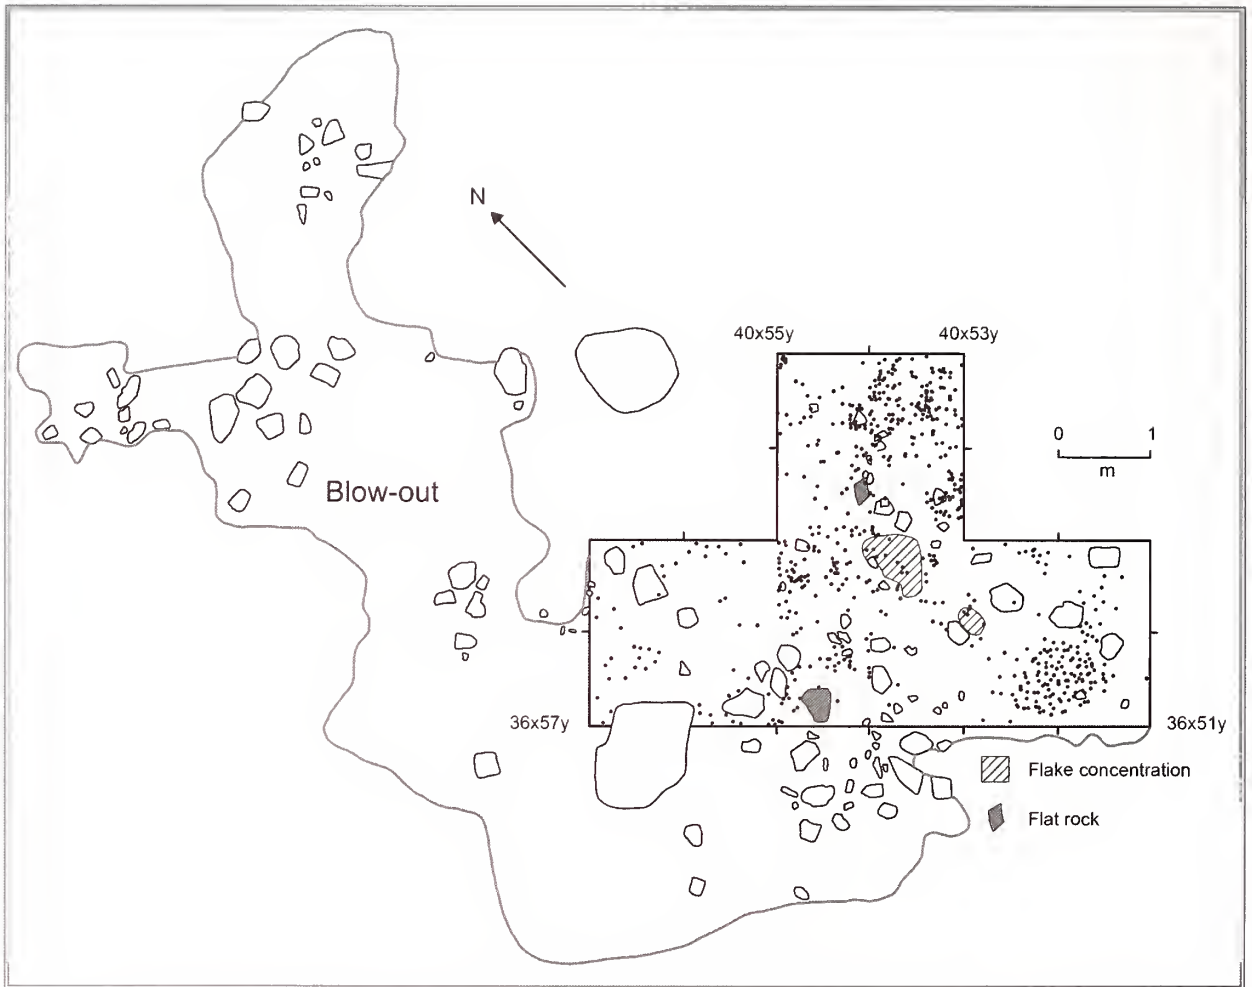 N
40x55y
40x53y
0 1
m
Blow-out
36x57y
36x51y
Flake concentration
Flat rock